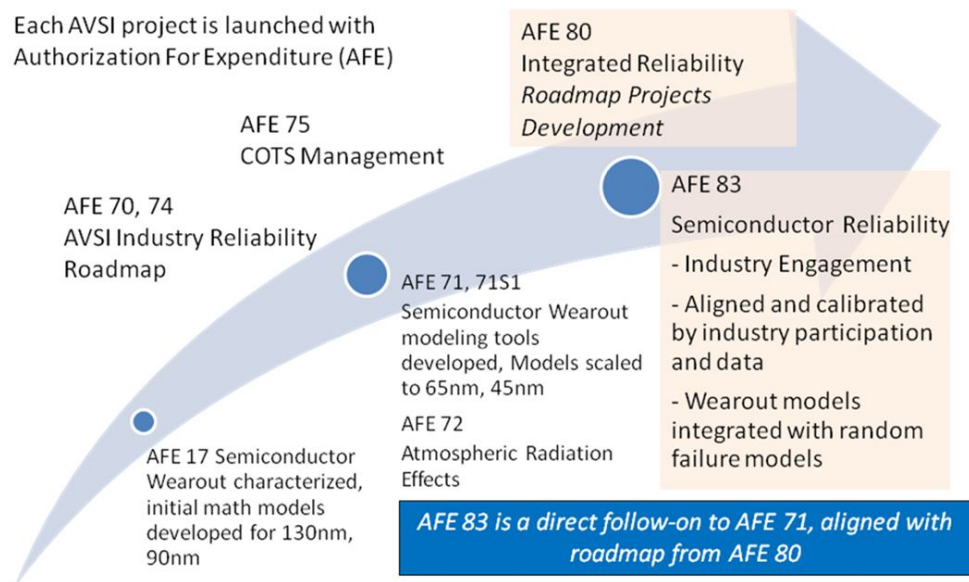 Each AVSI project is launched with
Authorization For Expenditure (AFE)
AFE 80
Integrated Reliability
Roadmap Projects
Development
AFE 75
COTS Management
AFE 70, 74
AVSI Industry Reliability
Roadmap
AFE 83
Semiconductor Reliability
- Industry Engagement
- Aligned and calibrated
by industry participation
and data
- Wearout models
integrated with random
failure models
AFE 71, 71S1
Semiconductor Wearout
modeling tools
developed, Models scaled
to 65nm, 45nm
AFE 72
Atmospheric Radiation
Effects
AFE 17 Semiconductor
Wearout characterized,
initial math models
developed for 130nm,
90nm
AFE 83 is a direct follow-on to AFE 71, aligned with
roadmap from AFE 80